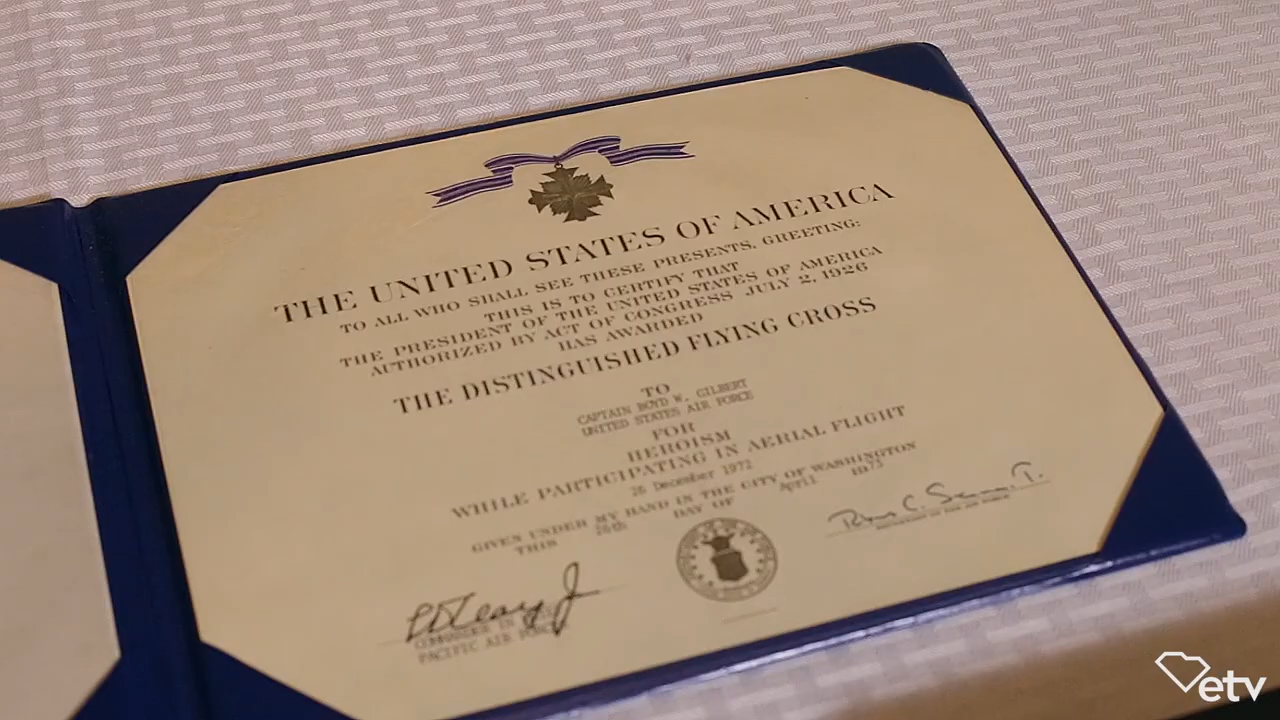 THE UNITED STATES OF AMERICA
TO ALL WHO SHALL SEE THESE PRESENTS, GREETING:
THIS IS TO CERTIFY THAT
THE PRESIDENT OF THE UNITED STATES OF AMERICA
AUTHORIZED BY ACT OF CONGRESS JULY 2, 1926
HAS AWARDED
THE DISTINGUISHED FLYING CROSS
TO
CAPTAIN BOYD W. GILBERT
UNITED STATES AIR FORCE
FOR
HEROISM
WHILE PARTICIPATING IN AERIAL FLIGHT
26 December 1972
GIVEN UNDER MY HAND IN THE CITY OF WASHINGTON
THIS 26th DAY OF April 1973
COMMANDER IN
PACIFIC AIR
etv